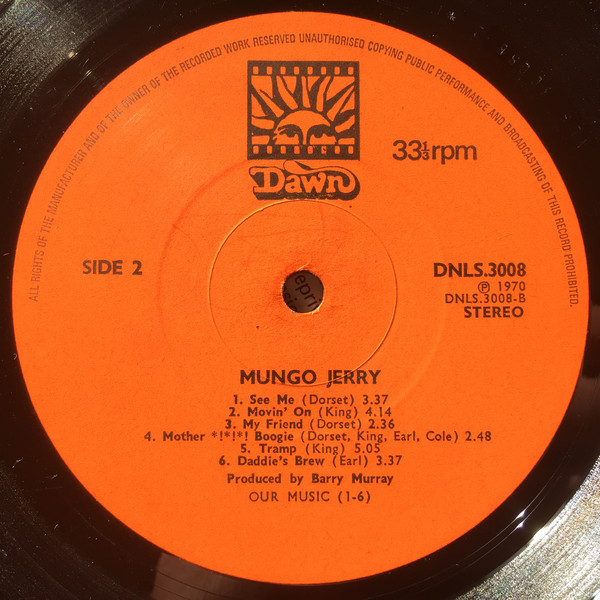 ALL RIGHTS OF THE MANUFACTURER AND OF THE OWNER OF THE RECORDED WORK RESERVED UNAUTHORISED COPYING PUBLIC PERFORMANCE AND BROADCASTING OF THIS RECORD PROHIBITED.
Dawn
33⅓rpm
SIDE 2
DNLS.3008
℗ 1970
DNLS.3008-B
STEREO
MUNGO JERRY
1. See Me (Dorset) 3.37
2. Movin' On (King) 4.14
3. My Friend (Dorset) 2.36
4. Mother *!*!*! Boogie (Dorset, King, Earl, Cole) 2.48
5. Tramp (King) 5.05
6. Daddie's Brew (Earl) 3.37
Produced by Barry Murray
OUR MUSIC (1-6)